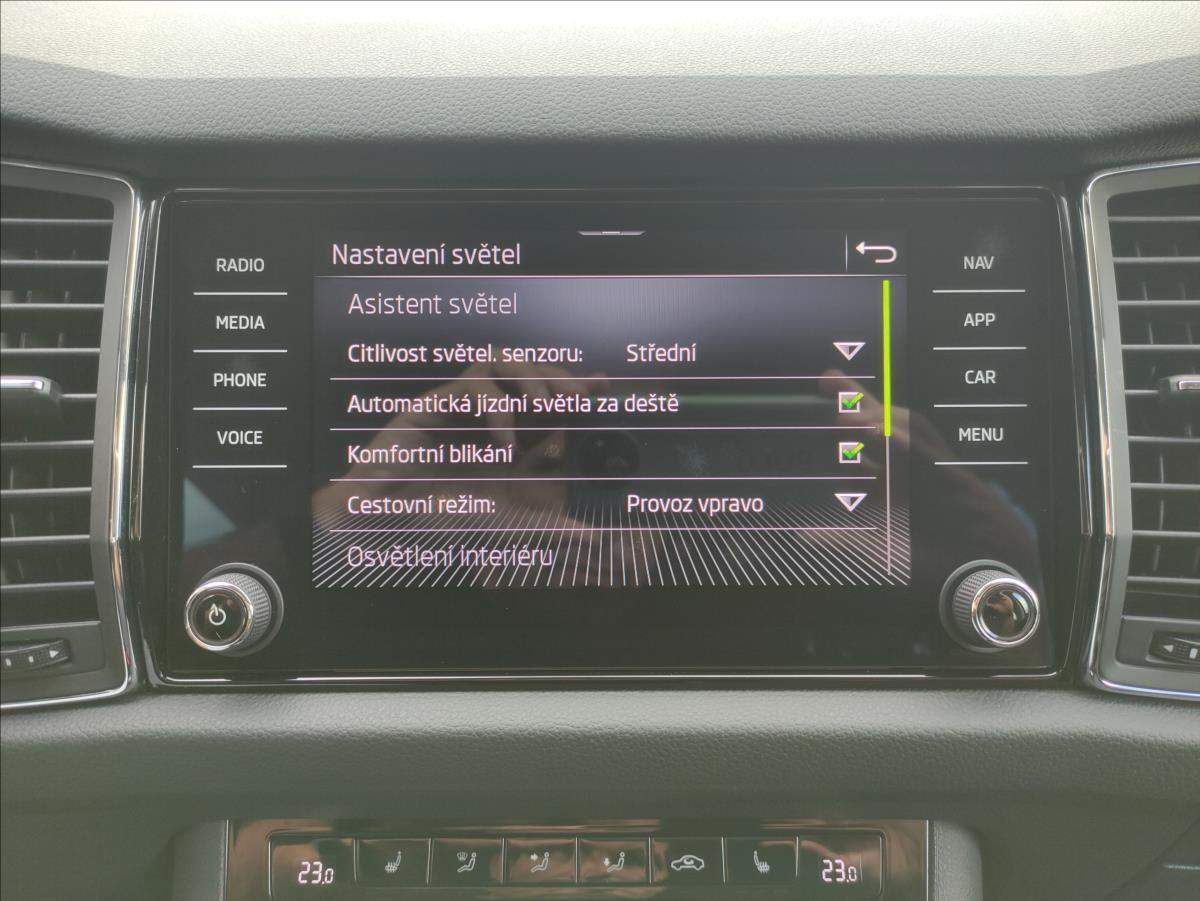 RADIO
MEDIA
PHONE
VOICE
Nastavení světel
Asistent světel
Citlivost světel. senzoru: Střední
Automatická jízdní světla za deště
Komfortní blikání
Cestovní režim: Provoz vpravo
Osvětlení interiéru
NAV
APP
CAR
MENU
23.0
23.0